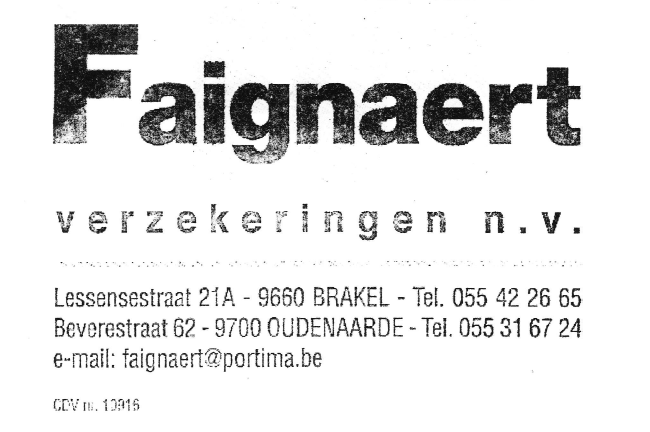 Faignaert
verzekeringen n.v.
Lessensestraat 21A - 9660 BRAKEL - Tel. 055 42 26 65
Beverestraat 62 - 9700 OUDENAARDE - Tel. 055 31 67 24
e-mail: faignaert@portima.be
nr.